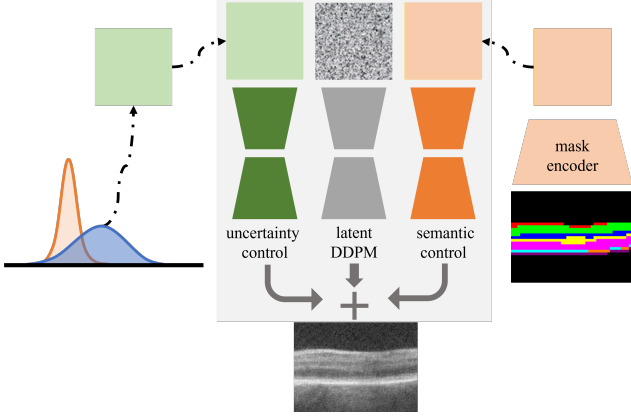 mask
encoder
uncertainty
control
latent
DDPM
semantic
control